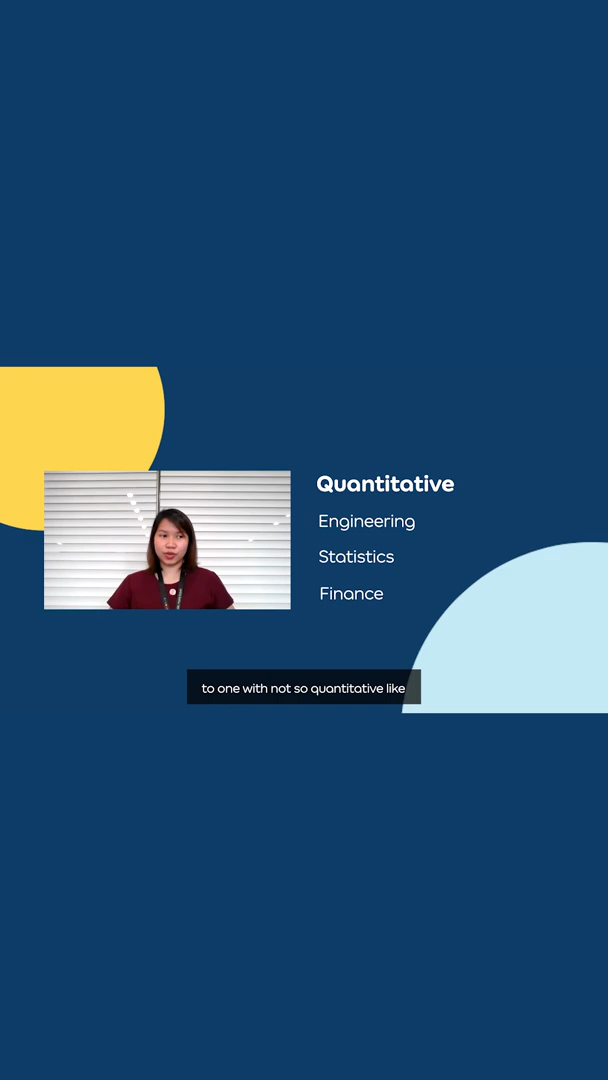 Quantitative
Engineering
Statistics
Finance
to one with not so quantitative like